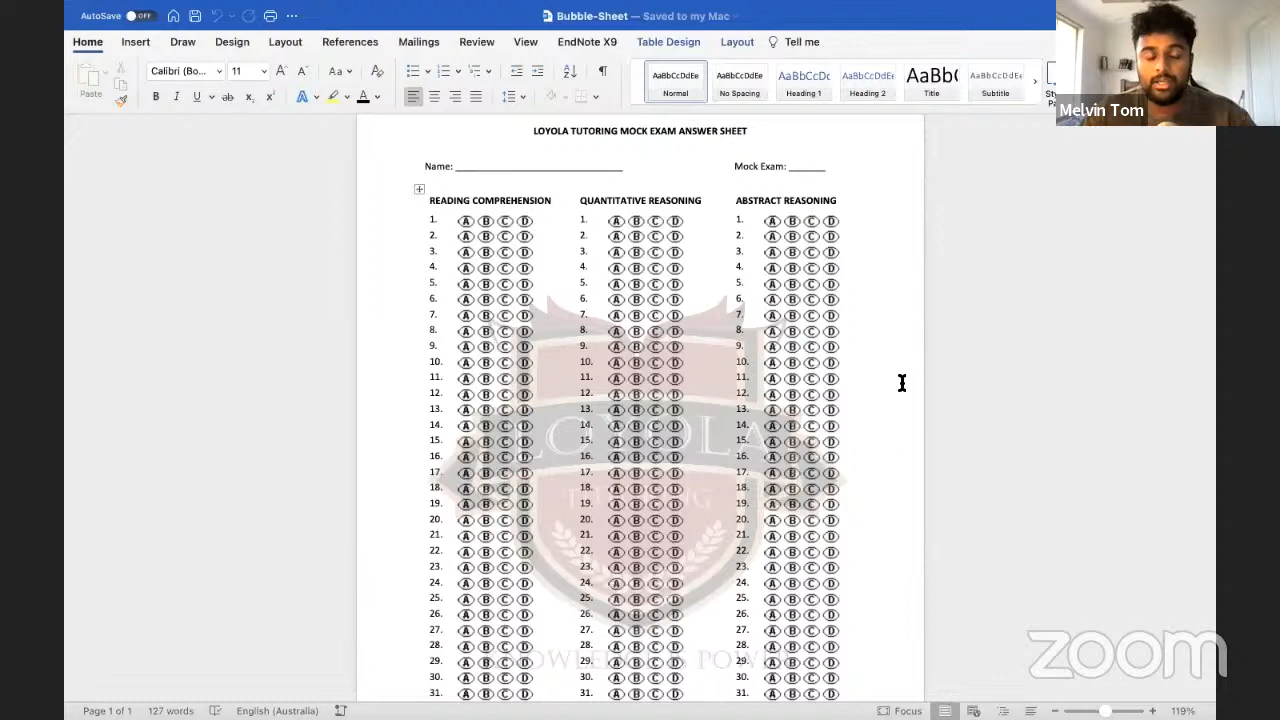 AutoSave OFF
Bubble-Sheet — Saved to my Mac
Home Insert Draw Design Layout References Mailings Review View EndNote X9 Table Design Layout Tell me
Paste
Calibri (Bo... 11
AaBbCcDdEe AaBbCcDdEe AaBbCcDc AaBbCcDdEe AaBb( AaBbCcDdEe
Normal No Spacing Heading 1 Heading 2 Title Subtitle
Melvin Tom
LOYOLA TUTORING MOCK EXAM ANSWER SHEET
Name: Mock Exam:
READING COMPREHENSION QUANTITATIVE REASONING ABSTRACT REASONING
1. A B C D 1. A B C D 1. A B C D
2. A B C D 2. A B C D 2. A B C D
3. A B C D 3. A B C D 3. A B C D
4. A B C D 4. A B C D 4. A B C D
5. A B C D 5. A B C D 5. A B C D
6. A B C D 6. A B C D 6. A B C D
7. A B C D 7. A B C D 7. A B C D
8. A B C D 8. A B C D 8. A B C D
9. A B C D 9. A B C D 9. A B C D
10. A B C D 10. A B C D 10. A B C D
11. A B C D 11. A B C D 11. A B C D
12. A B C D 12. A B C D 12. A B C D
13. A B C D 13. A B C D 13. A B C D
14. A B C D 14. A B C D 14. A B C D
15. A B C D 15. A B C D 15. A B C D
16. A B C D 16. A B C D 16. A B C D
17. A B C D 17. A B C D 17. A B C D
18. A B C D 18. A B C D 18. A B C D
19. A B C D 19. A B C D 19. A B C D
20. A B C D 20. A B C D 20. A B C D
21. A B C D 21. A B C D 21. A B C D
22. A B C D 22. A B C D 22. A B C D
23. A B C D 23. A B C D 23. A B C D
24. A B C D 24. A B C D 24. A B C D
25. A B C D 25. A B C D 25. A B C D
26. A B C D 26. A B C D 26. A B C D
27. A B C D 27. A B C D 27. A B C D
28. A B C D 28. A B C D 28. A B C D
29. A B C D 29. A B C D 29. A B C D
30. A B C D 30. A B C D 30. A B C D
31. A B C D 31. A B C D 31. A B C D
LOYOLA
zoom
Page 1 of 1 127 words English (Australia) Focus 119%